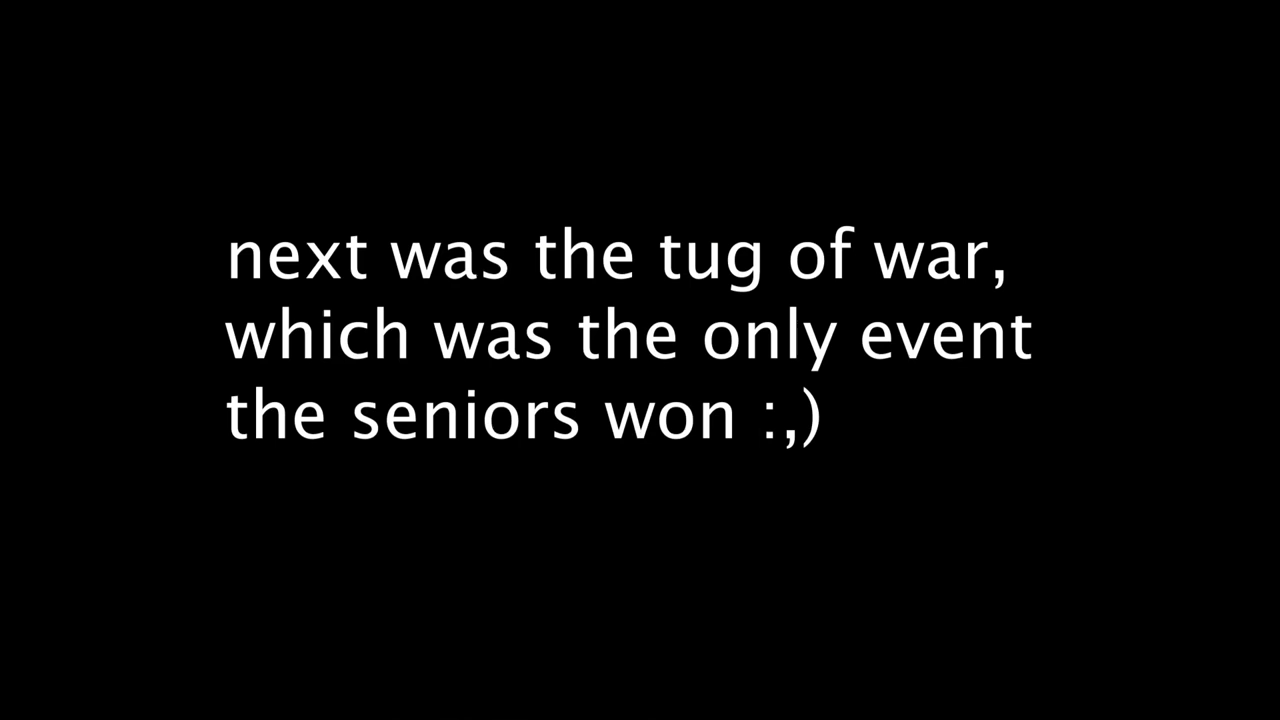 next was the tug of war,
which was the only event
the seniors won :,)